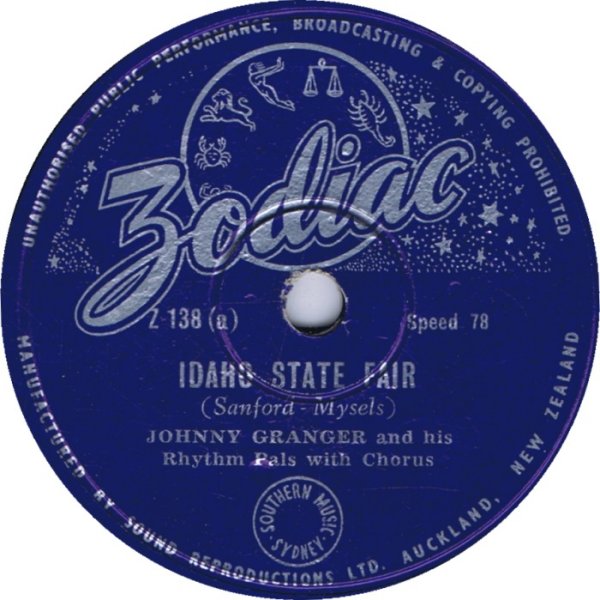 UNAUTHORISED PUBLIC PERFORMANCE, BROADCASTING & COPYING PROHIBITED
Zodiac
Z 138 (a)
Speed 78
IDAHO STATE FAIR
(Sanford - Mysels)
JOHNNY GRANGER and his
Rhythm Pals with Chorus
SOUTHERN MUSIC
· SYDNEY ·
MANUFACTURED BY SOUND REPRODUCTIONS LTD. AUCKLAND, NEW ZEALAND